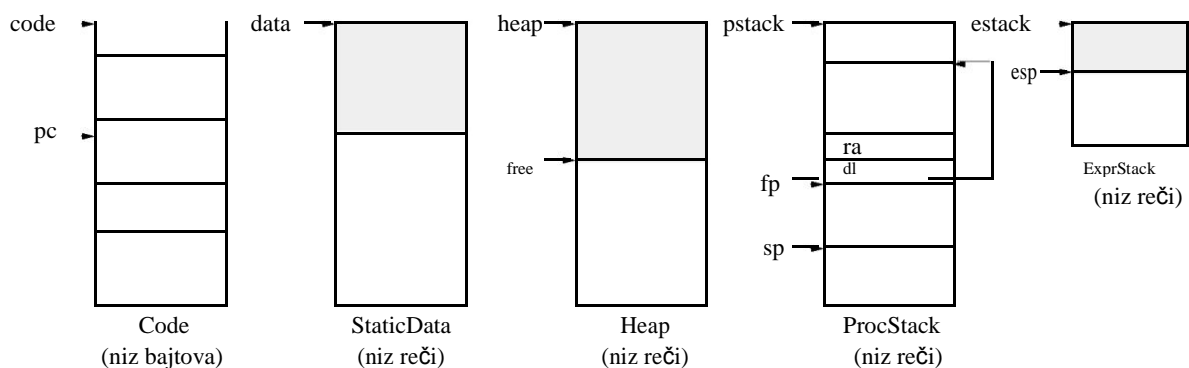 code
data
heap
pstack
estack
esp
pc
ra
free
dl
ExprStack
fp
(niz reči)
sp
Code
StaticData
Heap
ProcStack
(niz bajtova)
(niz reči)
(niz reči)
(niz reči)